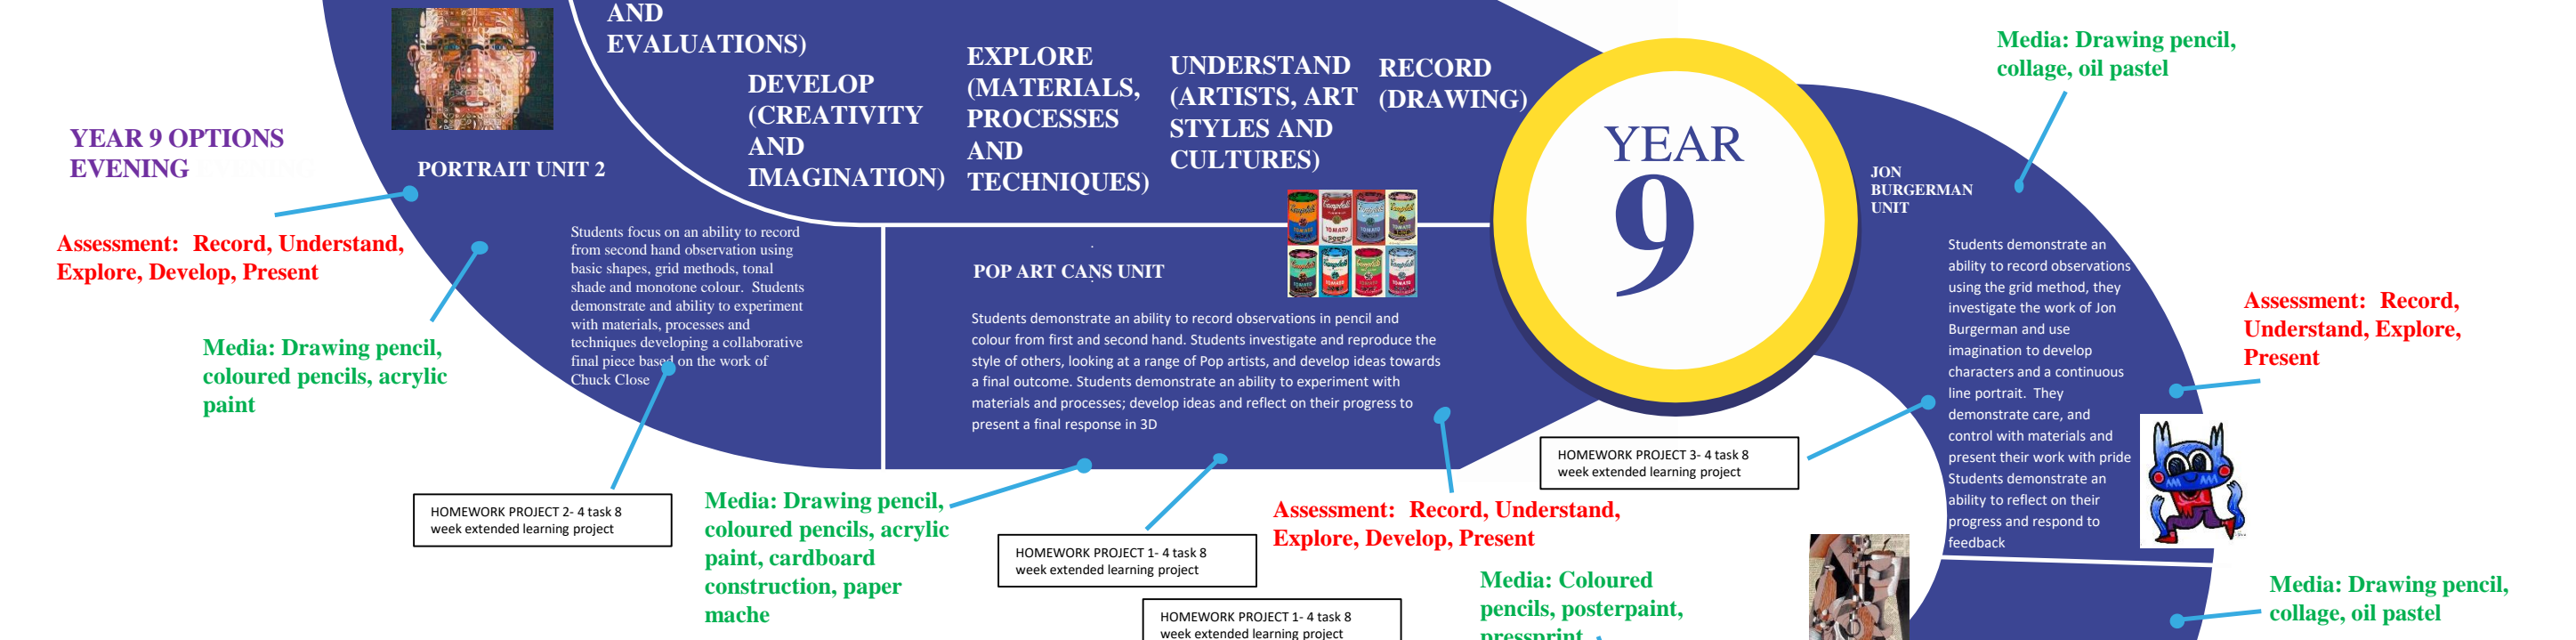 AND
EVALUATIONS)
DEVELOP
(CREATIVITY
AND
IMAGINATION)
EXPLORE
(MATERIALS,
PROCESSES
AND
TECHNIQUES)
UNDERSTAND
(ARTISTS, ART
STYLES AND
CULTURES)
RECORD
(DRAWING)
YEAR
9
YEAR 9 OPTIONS
EVENING
PORTRAIT UNIT 2
Assessment:  Record, Understand,
Explore, Develop, Present
Media: Drawing pencil,
coloured pencils, acrylic
paint
Students focus on an ability to record
from second hand observation using
basic shapes, grid methods, tonal
shade and monotone colour.  Students
demonstrate and ability to experiment
with materials, processes and
techniques developing a collaborative
final piece based on the work of
Chuck Close
HOMEWORK PROJECT 2- 4 task 8
week extended learning project
POP ART CANS UNIT
Students demonstrate an ability to record observations in pencil and
colour from first and second hand. Students investigate and reproduce the
style of others, looking at a range of Pop artists, and develop ideas towards
a final outcome. Students demonstrate an ability to experiment with
materials and processes; develop ideas and reflect on their progress to
present a final response in 3D
Media: Drawing pencil,
coloured pencils, acrylic
paint, cardboard
construction, paper
mache
HOMEWORK PROJECT 1- 4 task 8
week extended learning project
HOMEWORK PROJECT 1- 4 task 8
week extended learning project
Assessment:  Record, Understand,
Explore, Develop, Present
Media: Coloured
pencils, posterpaint,
pressprint
HOMEWORK PROJECT 3- 4 task 8
week extended learning project
JON
BURGERMAN
UNIT
Media: Drawing pencil,
collage, oil pastel
Students demonstrate an
ability to record observations
using the grid method, they
investigate the work of Jon
Burgerman and use
imagination to develop
characters and a continuous
line portrait.  They
demonstrate care, and
control with materials and
present their work with pride
Students demonstrate an
ability to reflect on their
progress and respond to
feedback
Assessment:  Record,
Understand, Explore,
Present
Media: Drawing pencil,
collage, oil pastel